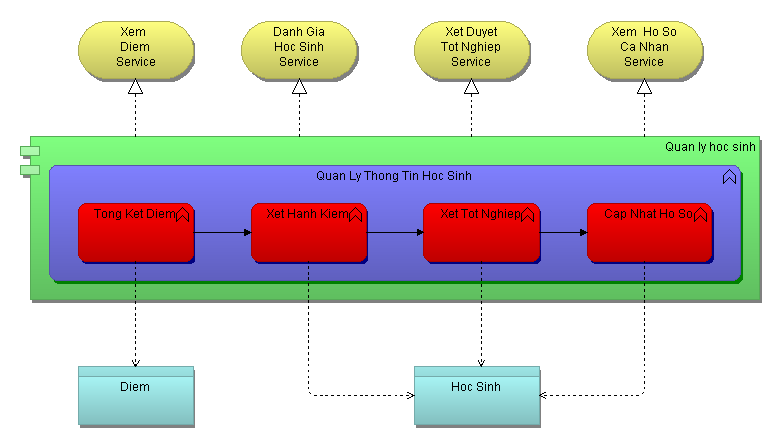 Xem
Diem
Service
Danh Gia
Hoc Sinh
Service
Xet Duyet
Tot Nghiep
Service
Xem Ho So
Ca Nhan
Service
Quan ly hoc sinh
Quan Ly Thong Tin Hoc Sinh
Tong Ket Diem
Xet Hanh Kiem
Xet Tot Nghiep
Cap Nhat Ho So
Diem
Hoc Sinh